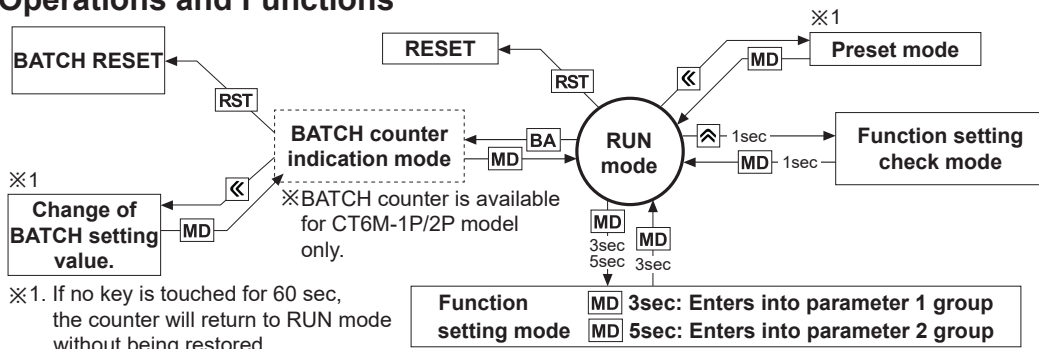 Operations and Functions
※1
BATCH RESET
RESET
Preset mode
RST
RST
≪
MD
BATCH counter
indication mode
BA
MD
RUN
mode
︽ 1sec
MD 1sec
Function setting
check mode
※1
≪
MD
Change of
BATCH setting
value.
※BATCH counter is available
for CT6M-1P/2P model
only.
MD
3sec
5sec
MD
3sec
※1. If no key is touched for 60 sec,
the counter will return to RUN mode
without being restored
Function
setting mode
MD 3sec: Enters into parameter 1 group
MD 5sec: Enters into parameter 2 group